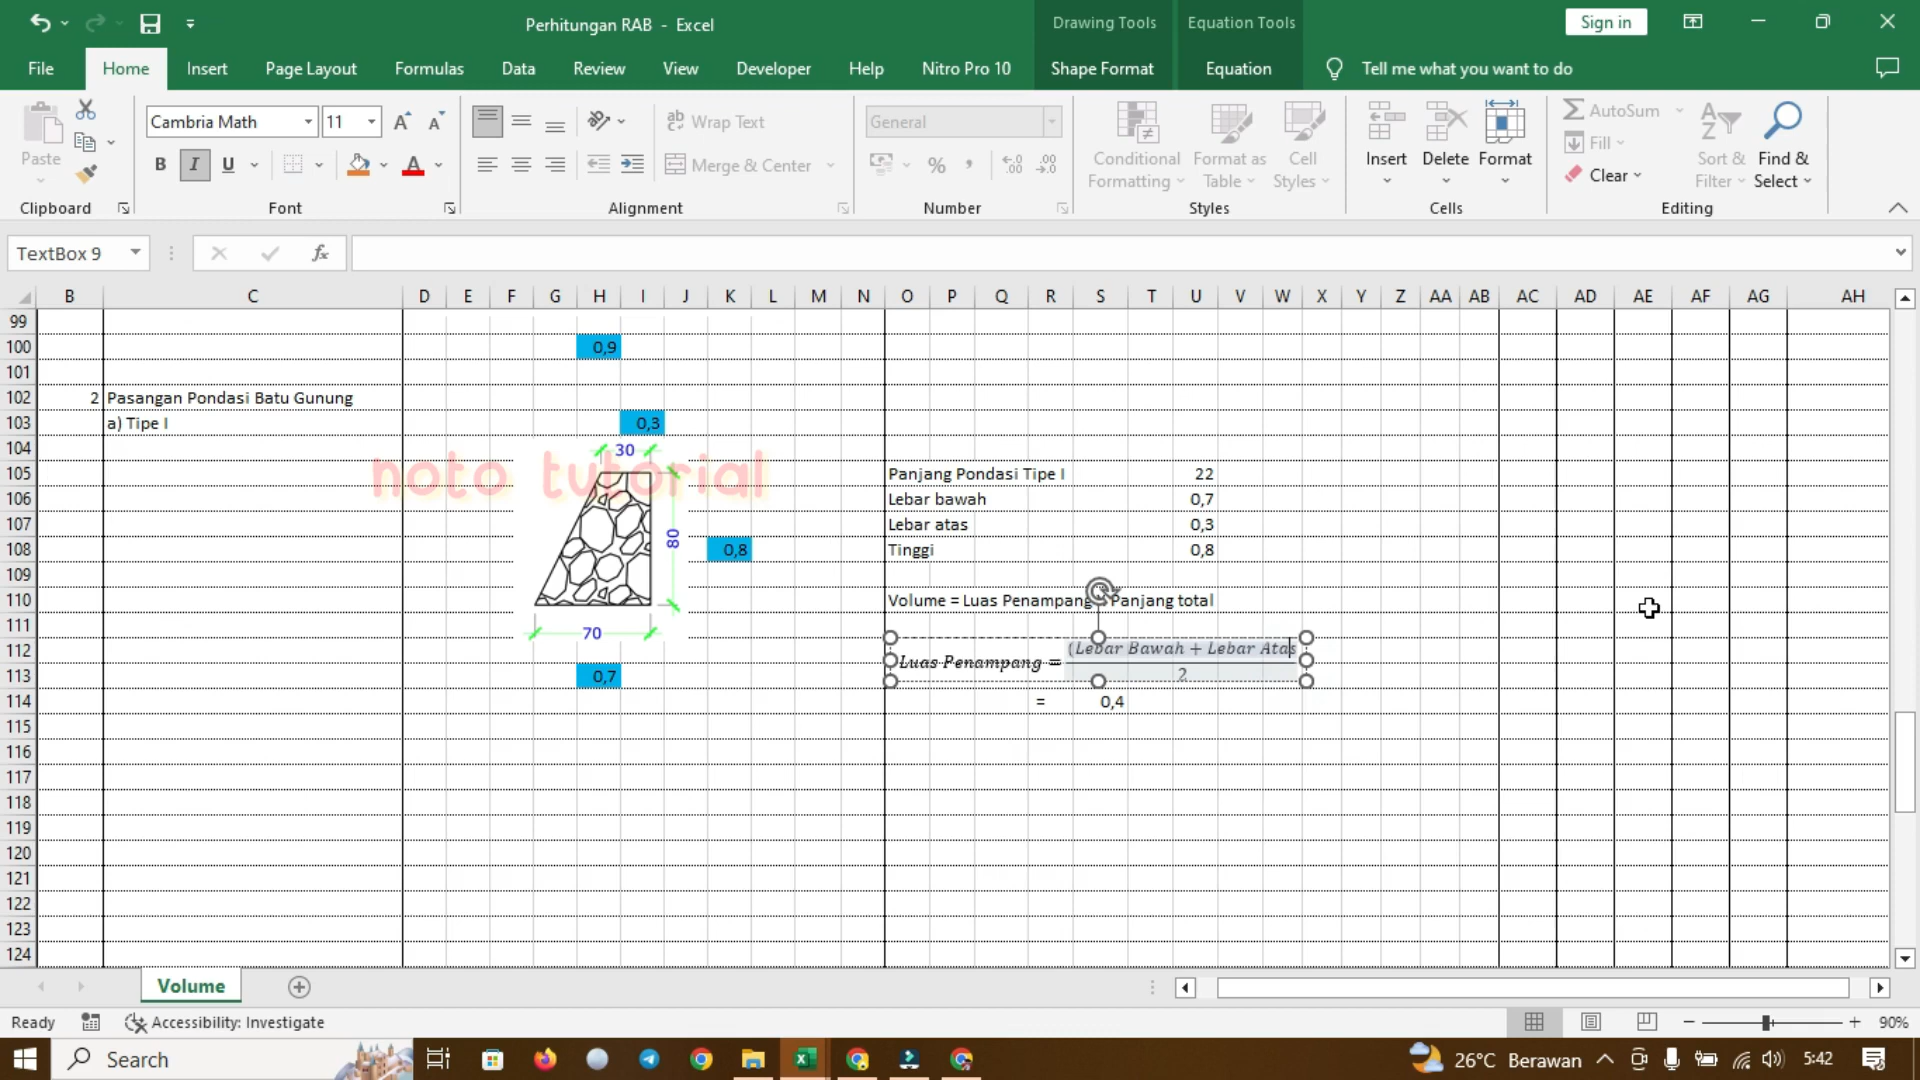 Perhitungan RAB - Excel
Drawing Tools
Equation Tools
Sign in
File
Home
Insert
Page Layout
Formulas
Data
Review
View
Developer
Help
Nitro Pro 10
Shape Format
Equation
Tell me what you want to do
Paste
Clipboard
Cambria Math
11
B I U
Font
Wrap Text
Merge & Center
Alignment
General
Number
Conditional Formatting
Format as Table
Cell Styles
Styles
Insert
Delete
Format
Cells
AutoSum
Fill
Clear
Sort & Filter
Find & Select
Editing
TextBox 9
fx
B C D E F G H I J K L M N O P Q R S T U V W X Y Z AA AB AC AD AE AF AG AH
99
100 0,9
101
102 2 Pasangan Pondasi Batu Gunung
103 a) Tipe I 0,3
104 30
noto tutorial
105 Panjang Pondasi Tipe I 22
106 Lebar bawah 0,7
107 Lebar atas 0,3
80
108 0,8 Tinggi 0,8
109
110 Volume = Luas Penampang Panjang total
111
70
112 (Lebar Bawah + Lebar Atas
Luas Penampang =
113 0,7 2
114 = 0,4
115
116
117
118
119
120
121
122
123
124
Volume
Ready
Accessibility: Investigate
90%
Search
26°C Berawan
5:42